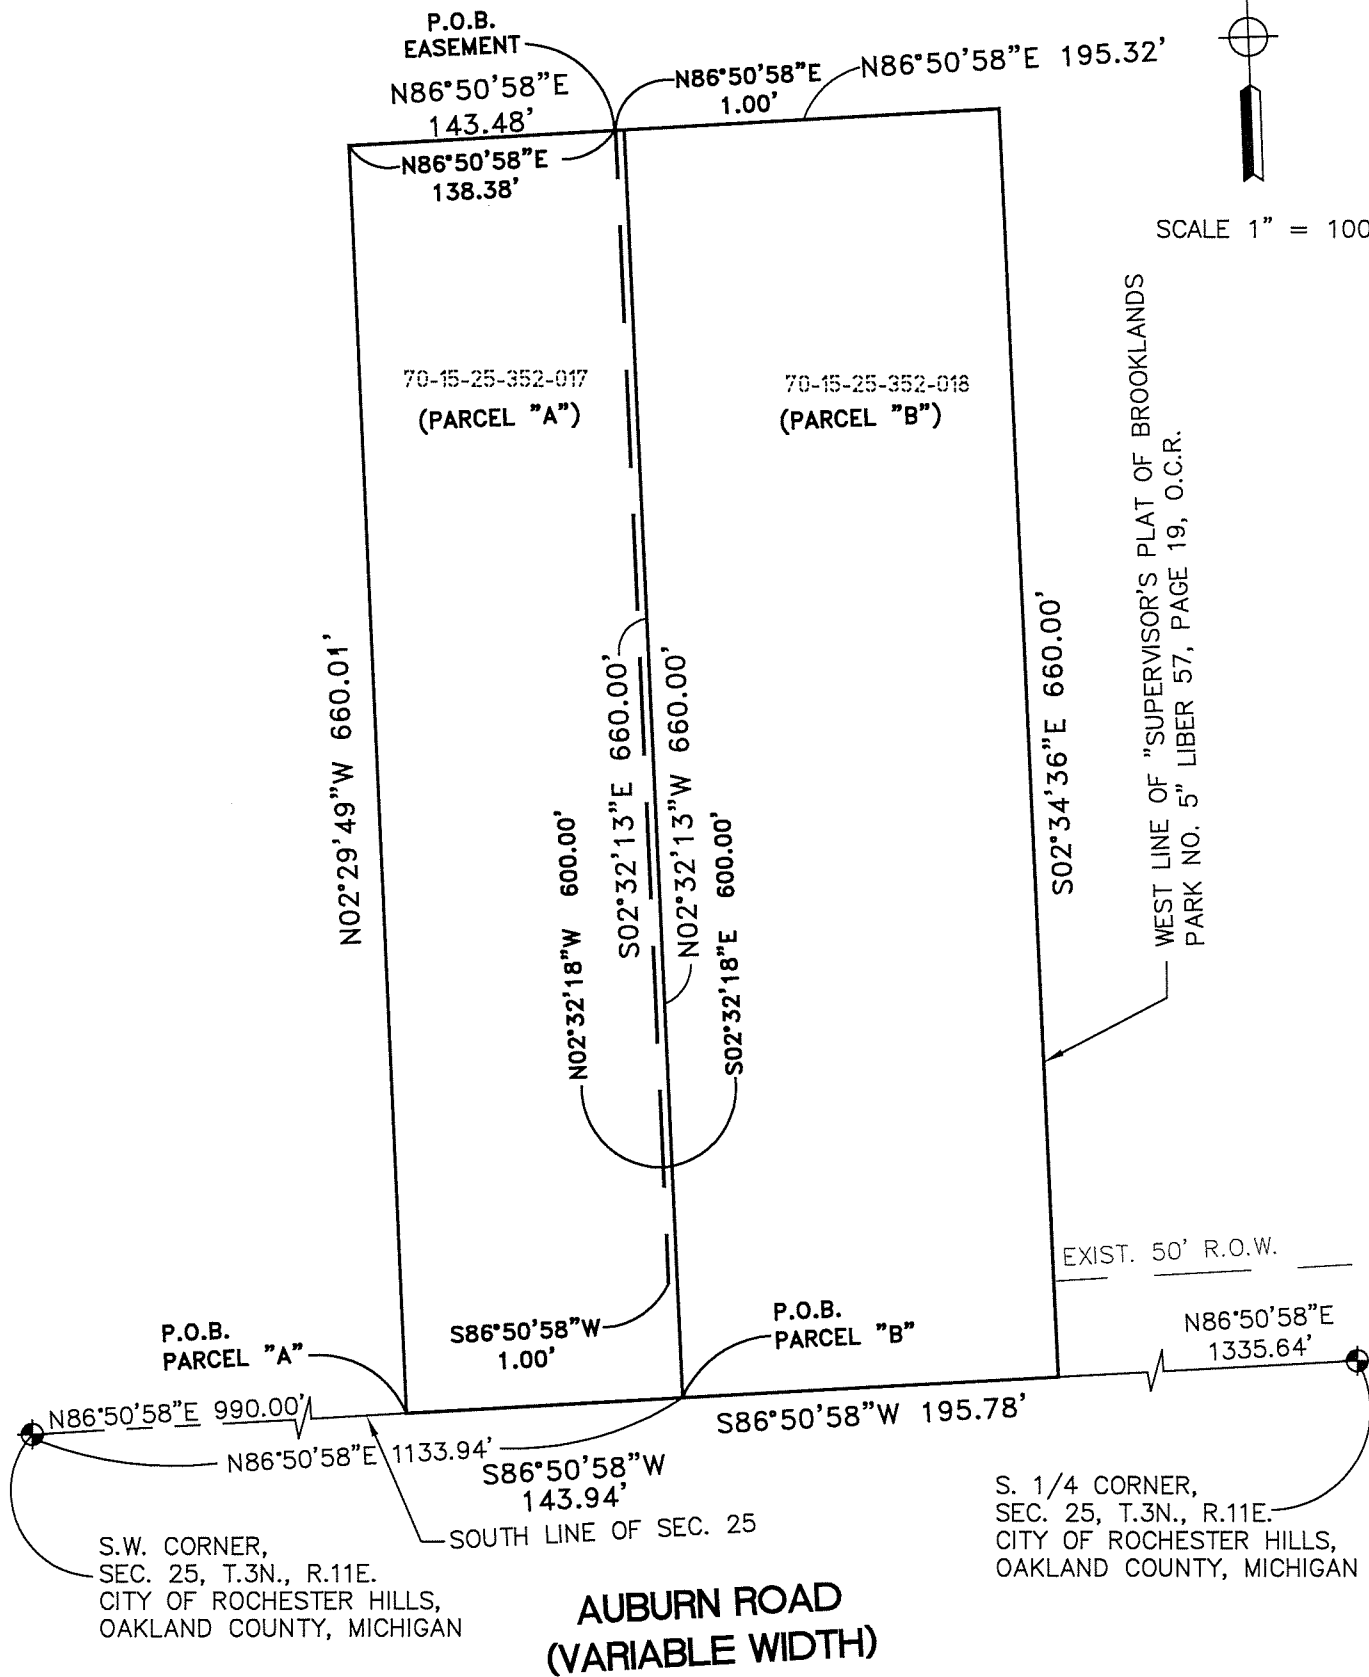 P.O.B.
EASEMENT
N86°50'58"E
143.48'
N86°50'58"E
1.00'
N86°50'58"E 195.32'
N86°50'58"E
138.38'
SCALE 1" = 100
70-15-25-352-017
(PARCEL "A")
70-15-25-352-018
(PARCEL "B")
WEST LINE OF "SUPERVISOR'S PLAT OF BROOKLANDS
PARK NO. 5" LIBER 57, PAGE 19, O.C.R.
N02°29'49"W 660.01'
N02°32'18"W 600.00'
S02°32'13"E 660.00'
N02°32'13"W 660.00'
S02°32'18"E 600.00'
S02°34'36"E 660.00'
EXIST. 50' R.O.W.
P.O.B.
PARCEL "A"
S86°50'58"W
1.00'
P.O.B.
PARCEL "B"
N86°50'58"E
1335.64'
N86°50'58"E 990.00'
S86°50'58"W 195.78'
N86°50'58"E 1133.94'
S86°50'58"W
143.94'
SOUTH LINE OF SEC. 25
S.W. CORNER,
SEC. 25, T.3N., R.11E.
CITY OF ROCHESTER HILLS,
OAKLAND COUNTY, MICHIGAN
S. 1/4 CORNER,
SEC. 25, T.3N., R.11E.
CITY OF ROCHESTER HILLS,
OAKLAND COUNTY, MICHIGAN
AUBURN ROAD
(VARIABLE WIDTH)